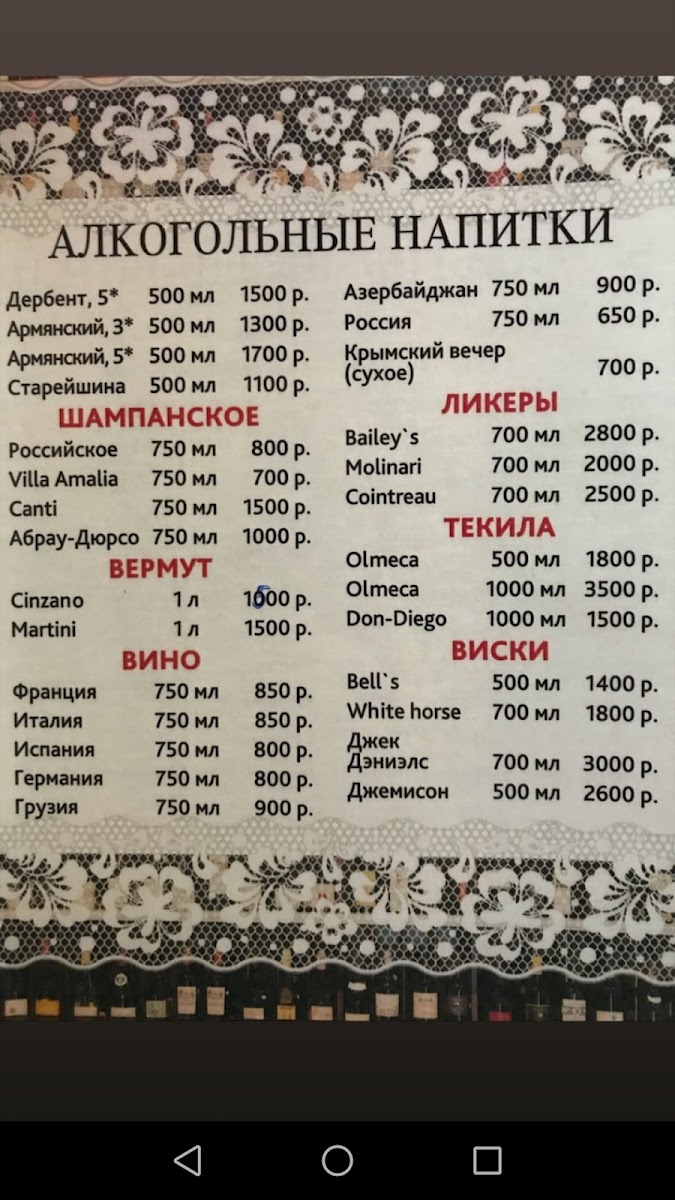 АЛКОГОЛЬНЫЕ НАПИТКИ
Дербент, 5* 500 мл 1500 р.
Армянский, 3* 500 мл 1300 р.
Армянский, 5* 500 мл 1700 р.
Старейшина 500 мл 1100 р.
ШАМПАНСКОЕ
Российское 750 мл 800 р.
Villa Amalia 750 мл 700 р.
Canti 750 мл 1500 р.
Абрау-Дюрсо 750 мл 1000 р.
ВЕРМУТ
Cinzano 1 л 1500 р.
Martini 1 л 1500 р.
ВИНО
Франция 750 мл 850 р.
Италия 750 мл 850 р.
Испания 750 мл 800 р.
Германия 750 мл 800 р.
Грузия 750 мл 900 р.
Азербайджан 750 мл 900 р.
Россия 750 мл 650 р.
Крымский вечер
(сухое) 700 р.
ЛИКЕРЫ
Bailey`s 700 мл 2800 р.
Molinari 700 мл 2000 р.
Cointreau 700 мл 2500 р.
ТЕКИЛА
Olmeca 500 мл 1800 р.
Olmeca 1000 мл 3500 р.
Don-Diego 1000 мл 1500 р.
ВИСКИ
Bell`s 500 мл 1400 р.
White horse 700 мл 1800 р.
Джек
Дэниэлс 700 мл 3000 р.
Джемисон 500 мл 2600 р.